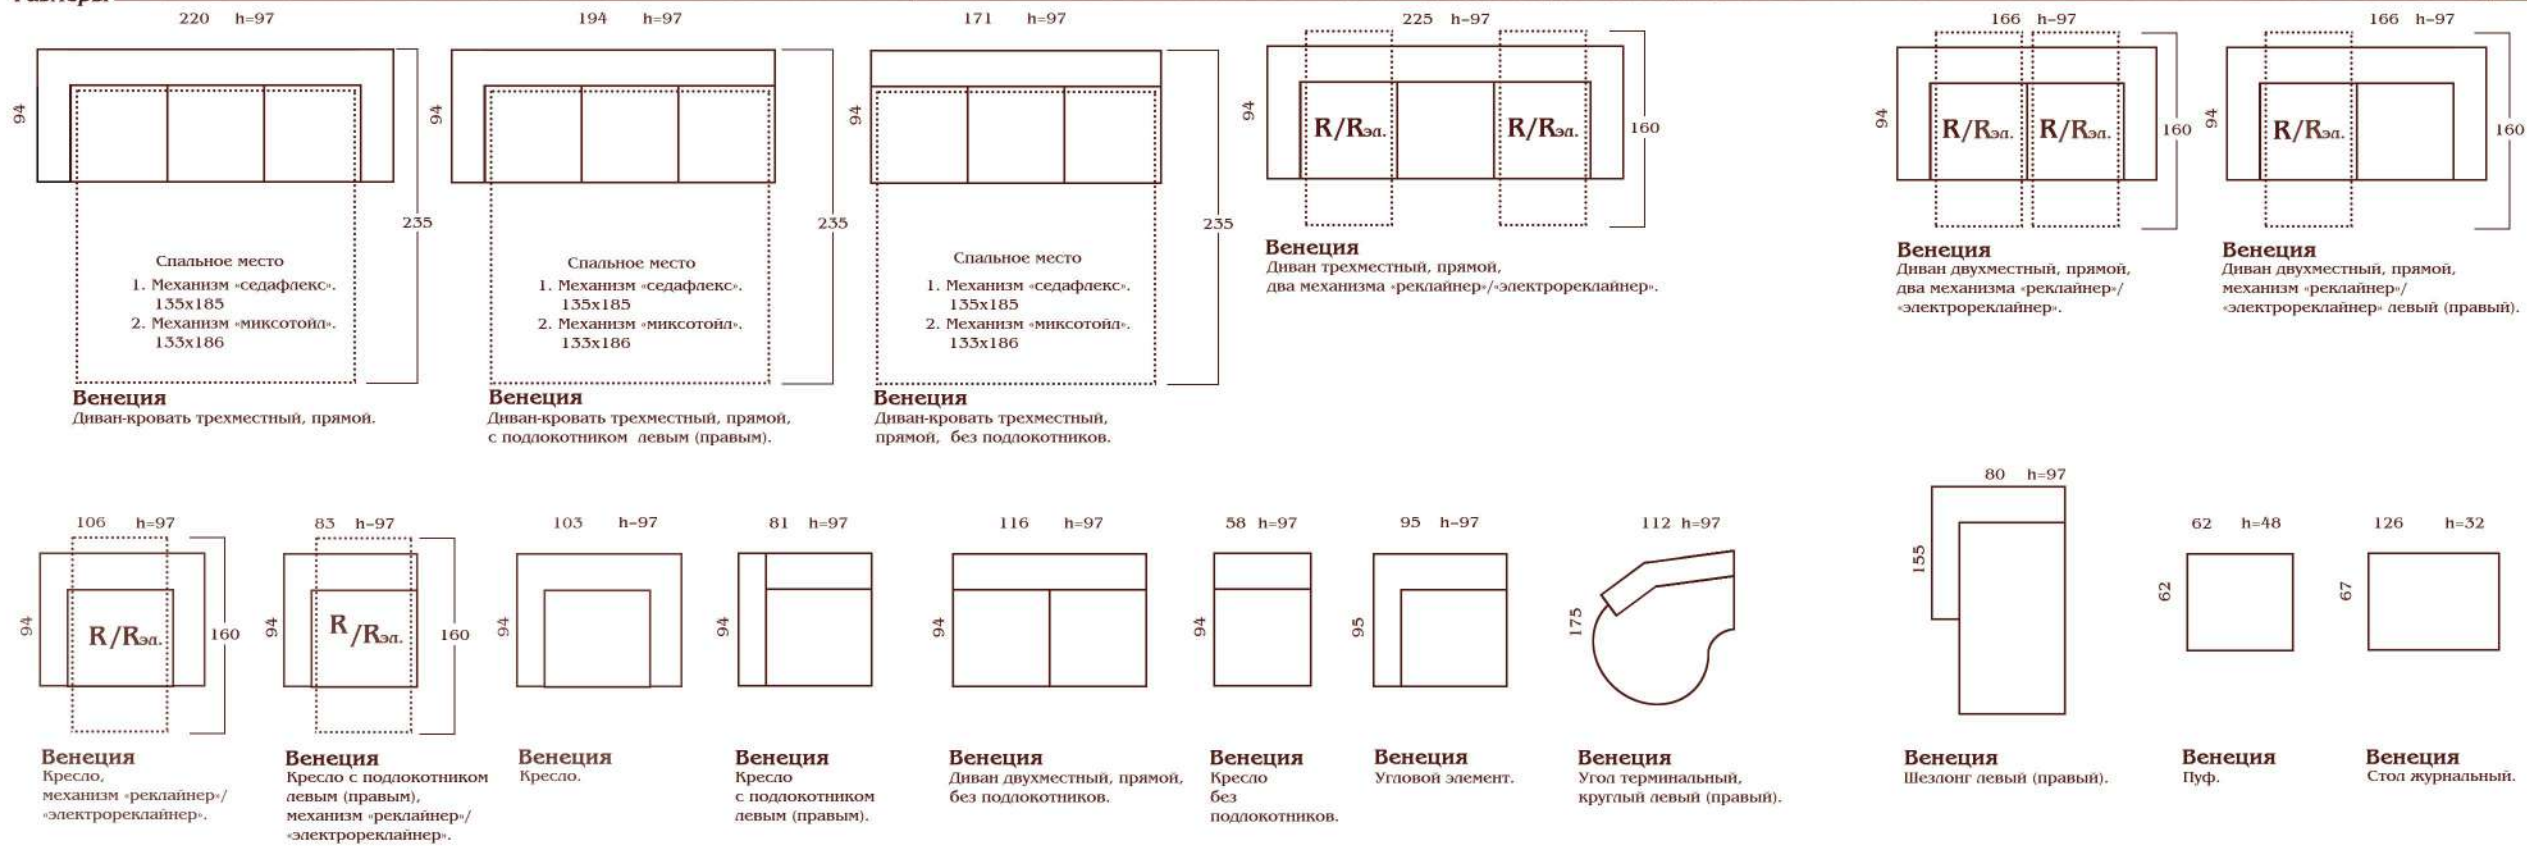 Размеры
220 h=97
94
235
Спальное место
1. Механизм «седафлекс».
135х185
2. Механизм «миксотойл».
133х186
Венеция
Диван-кровать трехместный, прямой.
194 h=97
94
235
Спальное место
1. Механизм «седафлекс».
135х185
2. Механизм «миксотойл».
133х186
Венеция
Диван-кровать трехместный, прямой,
с подлокотником левым (правым).
171 h=97
94
235
Спальное место
1. Механизм «седафлекс».
135х185
2. Механизм «миксотойл».
133х186
Венеция
Диван-кровать трехместный,
прямой, без подлокотников.
225 h–97
94
R/Rэл.
R/Rэл.
160
Венеция
Диван трехместный, прямой,
два механизма «реклайнер»/«электрореклайнер».
166 h–97
94
R/Rэл.
R/Rэл.
160
Венеция
Диван двухместный, прямой,
два механизма «реклайнер»/
«электрореклайнер».
166 h–97
94
R/Rэл.
160
Венеция
Диван двухместный, прямой,
механизм «реклайнер»/
«электрореклайнер» левый (правый).
106 h=97
94
R/Rэл.
160
Венеция
Кресло,
механизм «реклайнер»/
«электрореклайнер».
83 h–97
94
R/Rэл.
160
Венеция
Кресло с подлокотником
левым (правым),
механизм «реклайнер»/
«электрореклайнер».
103 h–97
94
Венеция
Кресло.
81 h=97
94
Венеция
Кресло
с подлокотником
левым (правым).
116 h=97
94
Венеция
Диван двухместный, прямой,
без подлокотников.
58 h=97
94
Венеция
Кресло
без
подлокотников.
95 h–97
95
Венеция
Угловой элемент.
112 h=97
175
Венеция
Угол терминальный,
круглый левый (правый).
80 h=97
155
Венеция
Шезлонг левый (правый).
62 h=48
62
Венеция
Пуф.
126 h=32
67
Венеция
Стол журнальный.